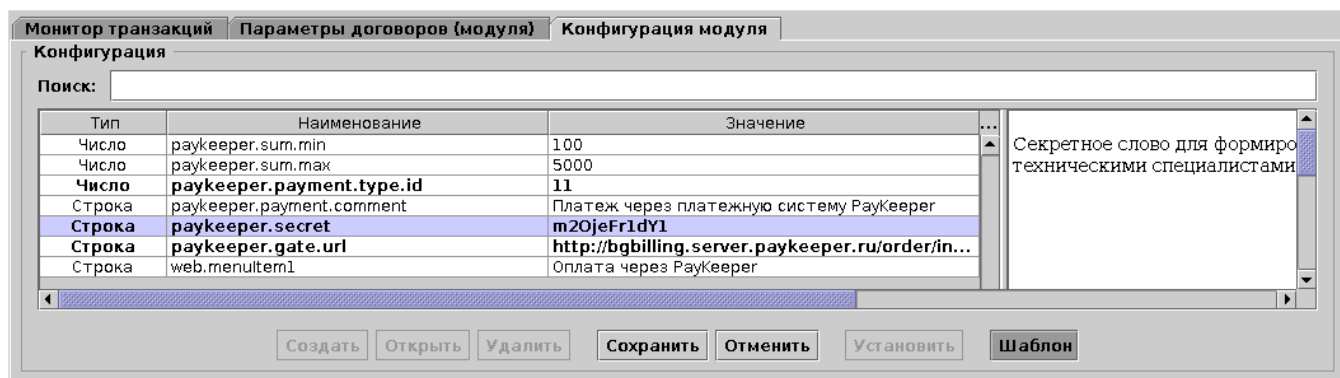 Монитор транзакций Параметры договоров (модуля) Конфигурация модуля
Конфигурация
Поиск:
Тип Наименование Значение ...
Число paykeeper.sum.min 100
Число paykeeper.sum.max 5000
Число paykeeper.payment.type.id 11
Строка paykeeper.payment.comment Платеж через платежную систему PayKeeper
Строка paykeeper.secret m2OjeFr1dY1
Строка paykeeper.gate.url http://bgbilling.server.paykeeper.ru/order/in...
Строка web.menuItem1 Оплата через PayKeeper
Секретное слово для формиро
техническими специалистами
Создать Открыть Удалить Сохранить Отменить Установить Шаблон